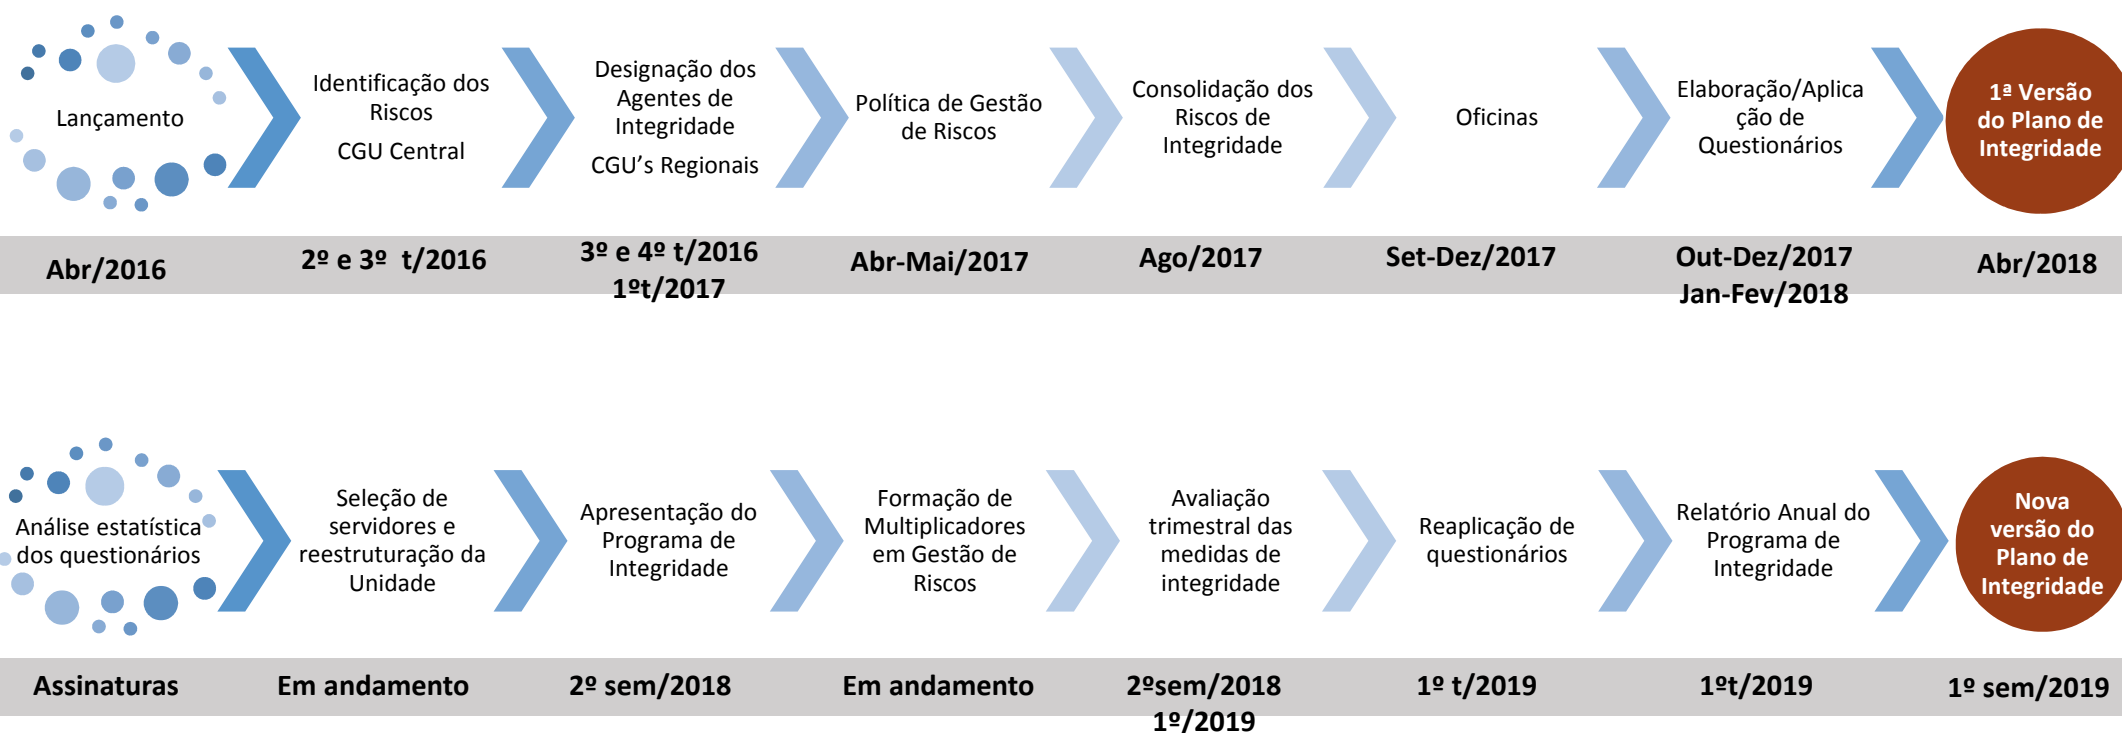 Lançamento
Identificação dos
Riscos
CGU Central
Designação dos
Agentes de
Integridade
CGU's Regionais
Política de Gestão
de Riscos
Consolidação dos
Riscos de
Integridade
Oficinas
Elaboração/Aplica
ção de
Questionários
1ª Versão
do Plano de
Integridade
Abr/2016
2º e 3º t/2016
3º e 4º t/2016
1ºt/2017
Abr-Mai/2017
Ago/2017
Set-Dez/2017
Out-Dez/2017
Jan-Fev/2018
Abr/2018
Análise estatística
dos questionários
Seleção de
servidores e
reestruturação da
Unidade
Apresentação do
Programa de
Integridade
Formação de
Multiplicadores
em Gestão de
Riscos
Avaliação
trimestral das
medidas de
integridade
Reaplicação de
questionários
Relatório Anual do
Programa de
Integridade
Nova
versão do
Plano de
Integridade
Assinaturas
Em andamento
2º sem/2018
Em andamento
2ºsem/2018
1º/2019
1º t/2019
1ºt/2019
1º sem/2019